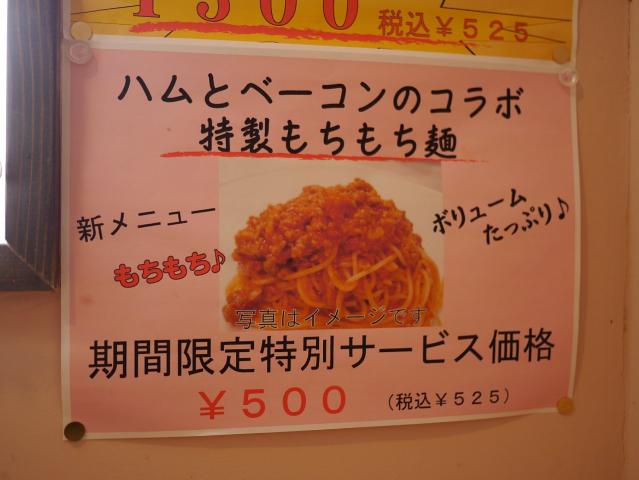 ¥500
税込¥525
ハムとベーコンのコラボ
特製もちもち麺
新メニュー
もちもち♪
ボリューム
たっぷり♪
写真はイメージです
期間限定特別サービス価格
¥500 (税込¥525)